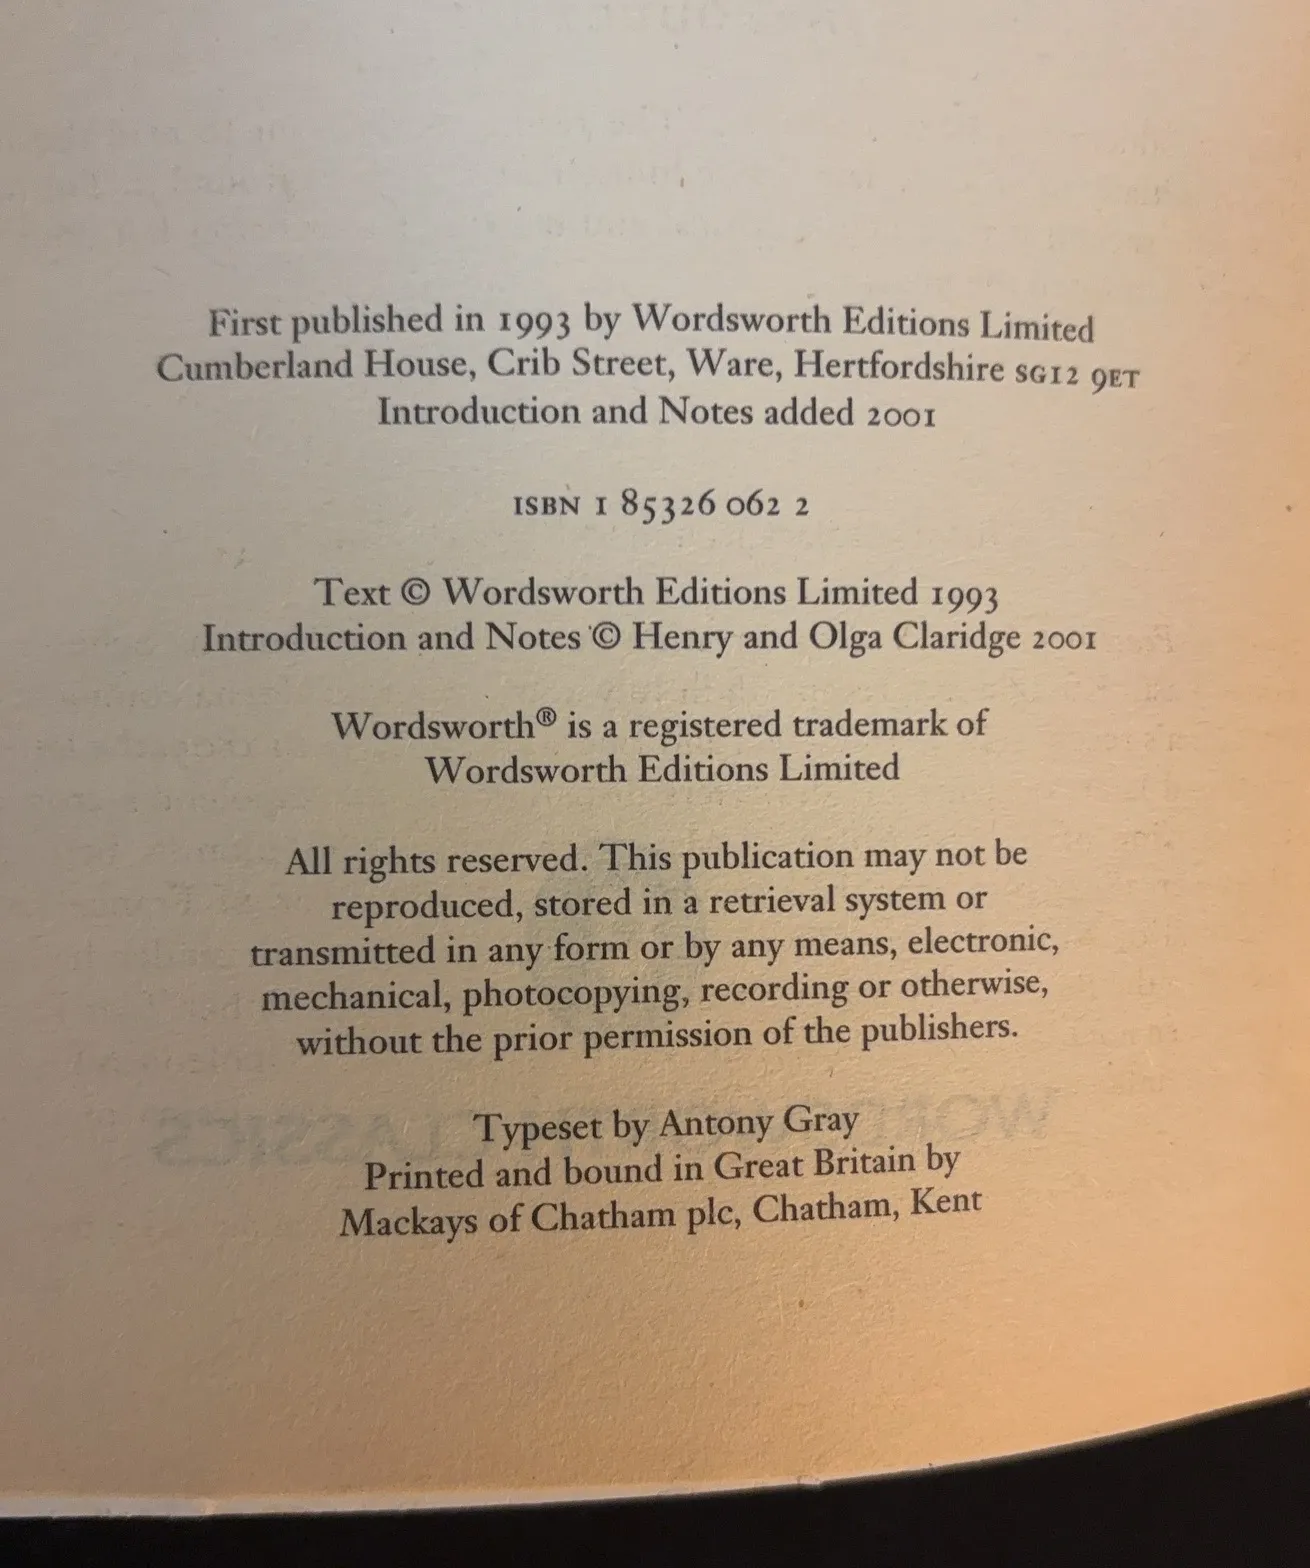 First published in 1993 by Wordsworth Editions Limited
Cumberland House, Crib Street, Ware, Hertfordshire SG12 9ET
Introduction and Notes added 2001
ISBN 1 85326 062 2
Text © Wordsworth Editions Limited 1993
Introduction and Notes © Henry and Olga Claridge 2001
Wordsworth® is a registered trademark of
Wordsworth Editions Limited
All rights reserved. This publication may not be
reproduced, stored in a retrieval system or
transmitted in any form or by any means, electronic,
mechanical, photocopying, recording or otherwise,
without the prior permission of the publishers.
Typeset by Antony Gray
Printed and bound in Great Britain by
Mackays of Chatham plc, Chatham, Kent